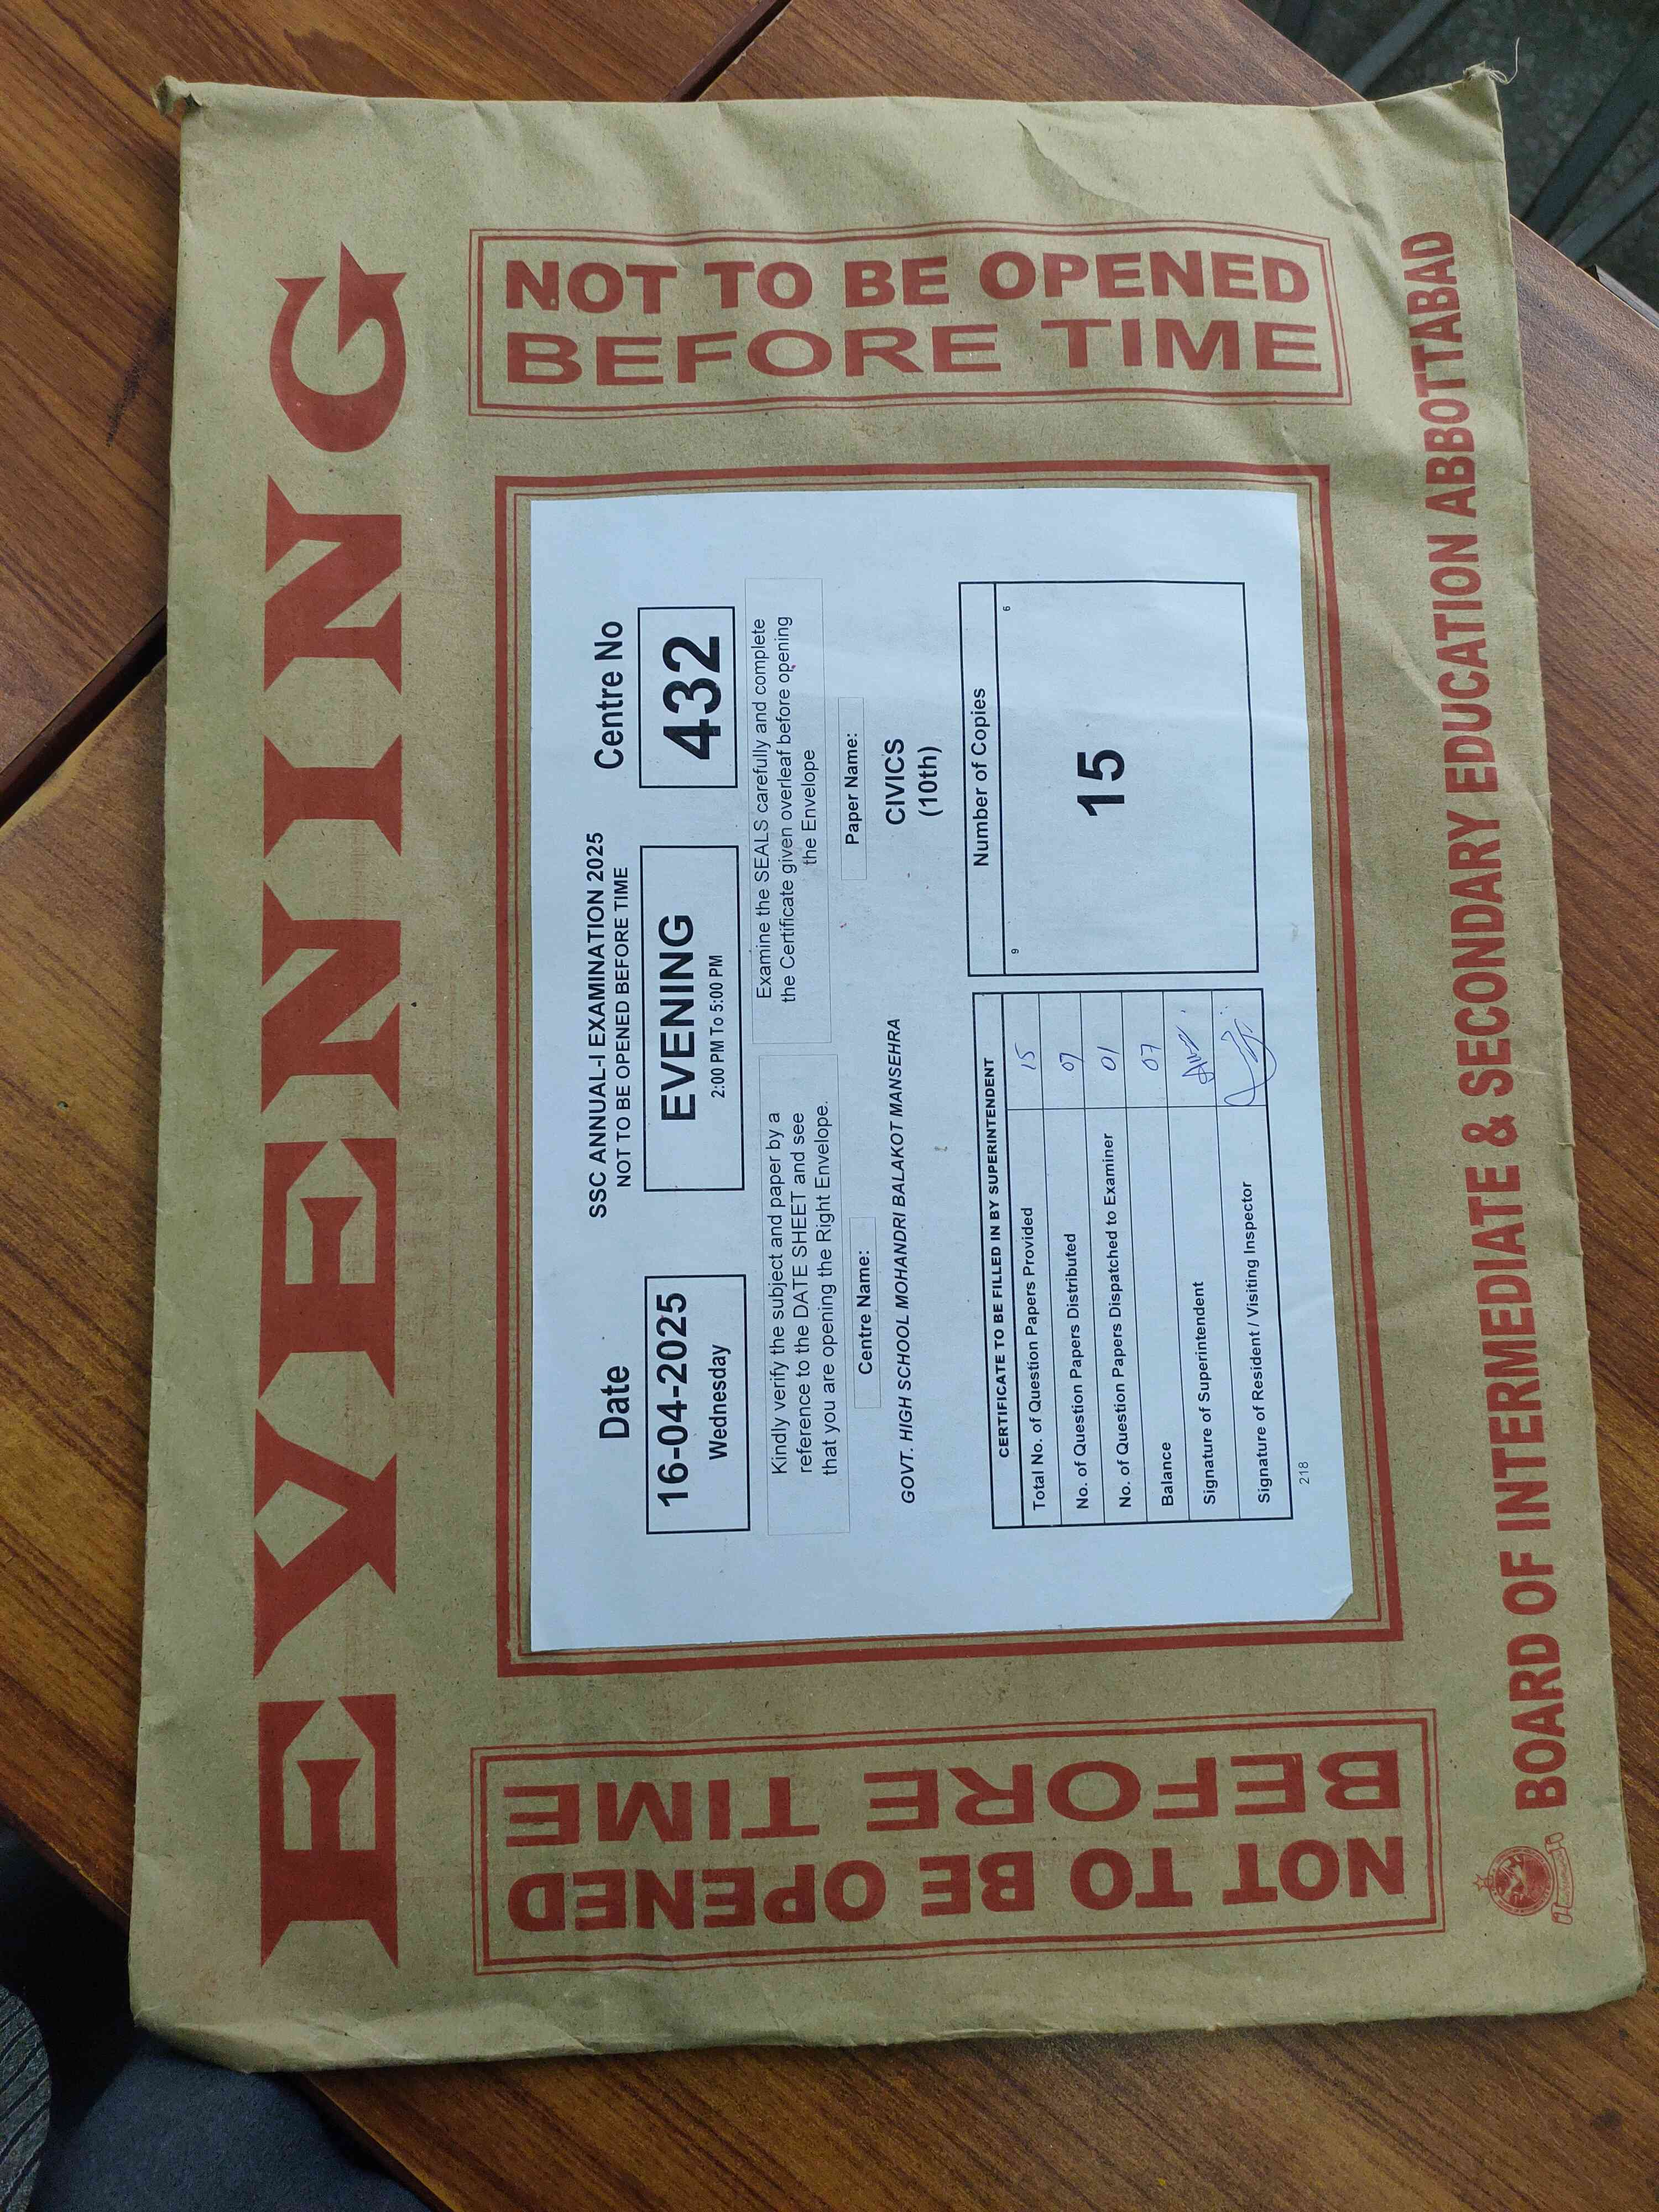 EVENING
NOT TO BE OPENED
BEFORE TIME
SSC ANNUAL-I EXAMINATION 2025
NOT TO BE OPENED BEFORE TIME
Date
16-04-2025
Wednesday
EVENING
2:00 PM To 5:00 PM
Centre No
432
Kindly verify the subject and paper by a
reference to the DATE SHEET and see
that you are opening the Right Envelope.
Examine the SEALS carefully and complete
the Certificate given overleaf before opening
the Envelope
Centre Name:
GOVT. HIGH SCHOOL MOHANDRI BALAKOT MANSEHRA
Paper Name:
CIVICS
(10th)
CERTIFICATE TO BE FILLED IN BY SUPERINTENDENT
Total No. of Question Papers Provided 15
No. of Question Papers Distributed 07
No. of Question Papers Dispatched to Examiner 01
Balance 07
Signature of Superintendent
Signature of Resident / Visiting Inspector
218
Number of Copies
9 6
15
NOT TO BE OPENED
BEFORE TIME
BOARD OF INTERMEDIATE & SECONDARY EDUCATION ABBOTTABAD